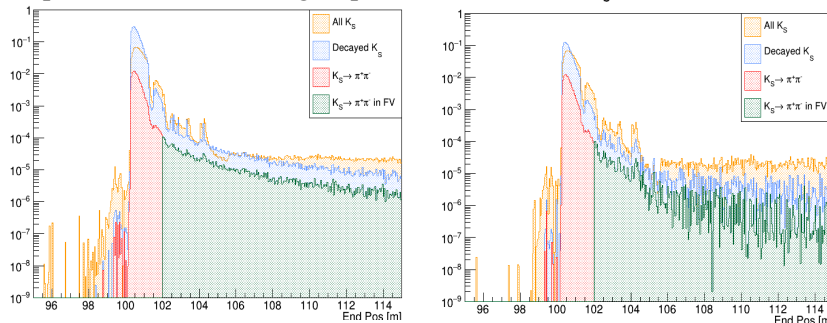 1
10⁻¹
10⁻²
10⁻³
10⁻⁴
10⁻⁵
10⁻⁶
10⁻⁷
10⁻⁸
10⁻⁹
All K_S
Decayed K_S
K_S→ π⁺π⁻
K_S→ π⁺π⁻ in FV
96 98 100 102 104 106 108 110 112 114
End Pos [m]
1
10⁻¹
10⁻²
10⁻³
10⁻⁴
10⁻⁵
10⁻⁶
10⁻⁷
10⁻⁸
10⁻⁹
All K_S
Decayed K_S
K_S→ π⁺π⁻
K_S→ π⁺π⁻ in FV
96 98 100 102 104 106 108 110 112 114
End Pos [m]